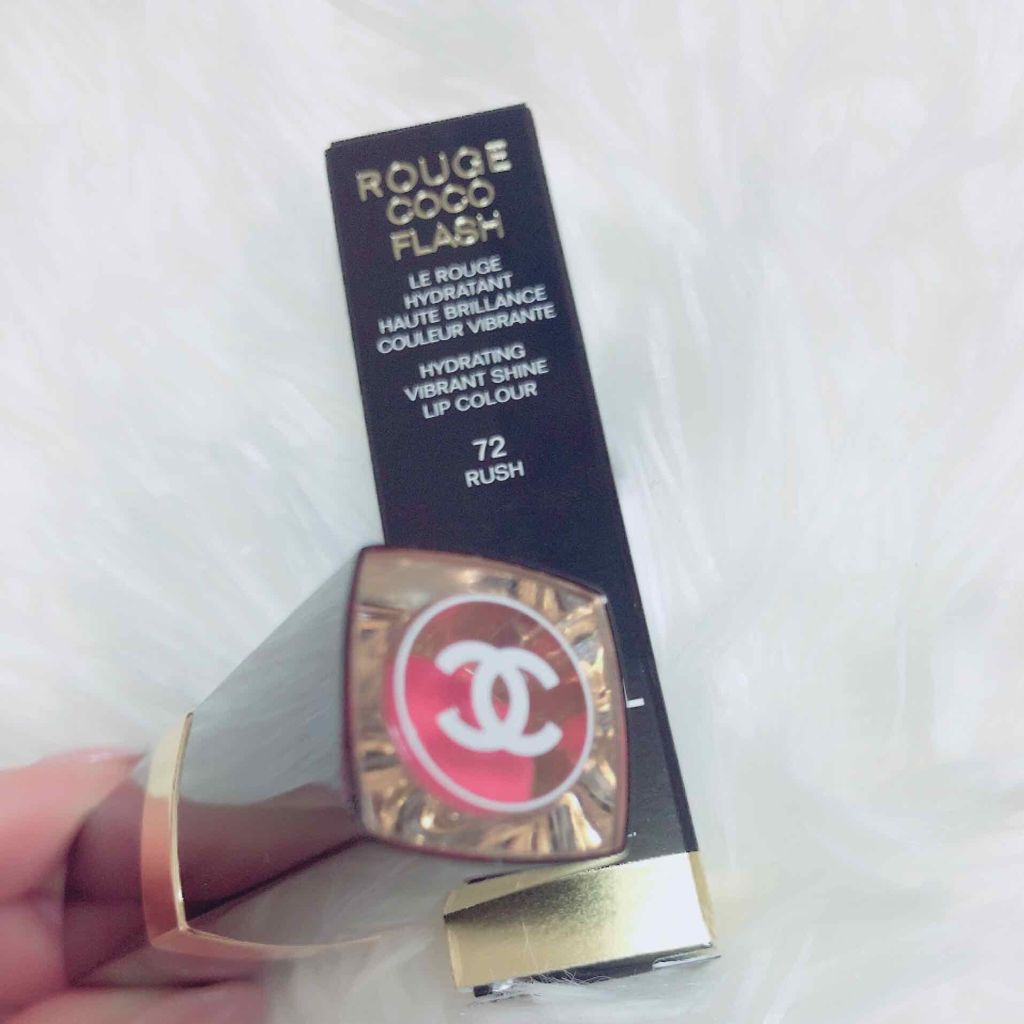 ROUGE
COCO
FLASH
LE ROUGE
HYDRATANT
HAUTE BRILLANCE
COULEUR VIBRANTE
HYDRATING
VIBRANT SHINE
LIP COLOUR
72
RUSH